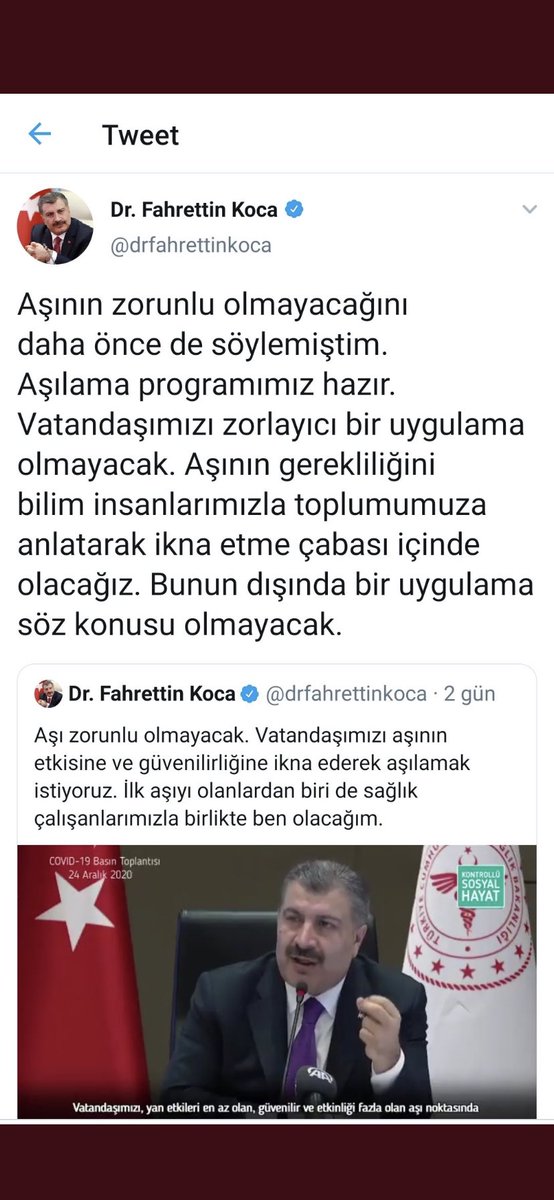 Tweet
Dr. Fahrettin Koca
@drfahrettinkoca
Aşının zorunlu olmayacağını
daha önce de söylemiştim.
Aşılama programımız hazır.
Vatandaşımızı zorlayıcı bir uygulama
olmayacak. Aşının gerekliliğini
bilim insanlarımızla toplumumuza
anlatarak ikna etme çabası içinde
olacağız. Bunun dışında bir uygulama
söz konusu olmayacak.
Dr. Fahrettin Koca @drfahrettinkoca · 2 gün
Aşı zorunlu olmayacak. Vatandaşımızı aşının
etkisine ve güvenilirliğine ikna ederek aşılamak
istiyoruz. İlk aşıyı olanlardan biri de sağlık
çalışanlarımızla birlikte ben olacağım.
COVID-19 Basın Toplantısı
24 Aralık 2020
KONTROLLÜ
SOSYAL
HAYAT
AA
Vatandaşımızı, yan etkileri en az olan, güvenilir ve etkinliği fazla olan aşı noktasında